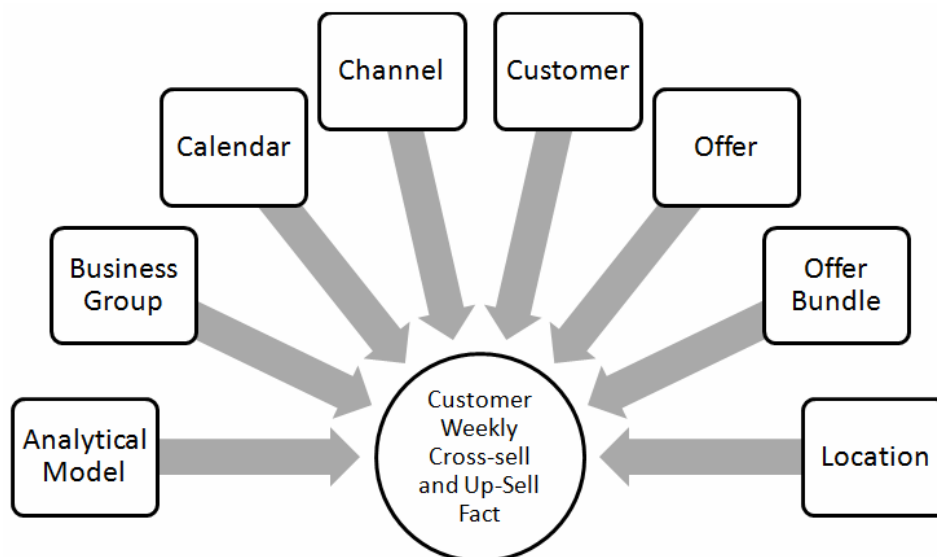 Channel
Customer
Calendar
Offer
Business
Group
Offer
Bundle
Analytical
Model
Customer
Weekly
Cross-sell
and Up-Sell
Fact
Location